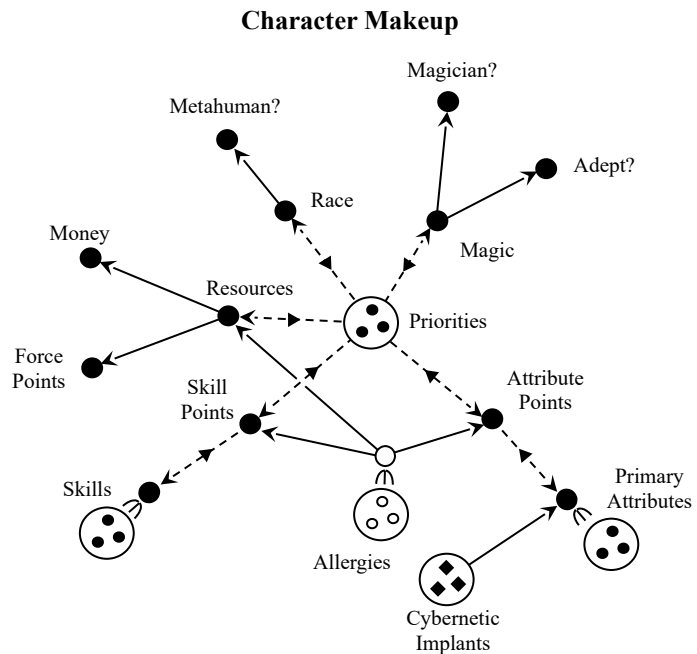 Character Makeup
Magician?
Metahuman?
Adept?
Race
Money
Magic
Resources
Priorities
Force
Points
Skill
Points
Attribute
Points
Skills
Primary
Attributes
Allergies
Cybernetic
Implants